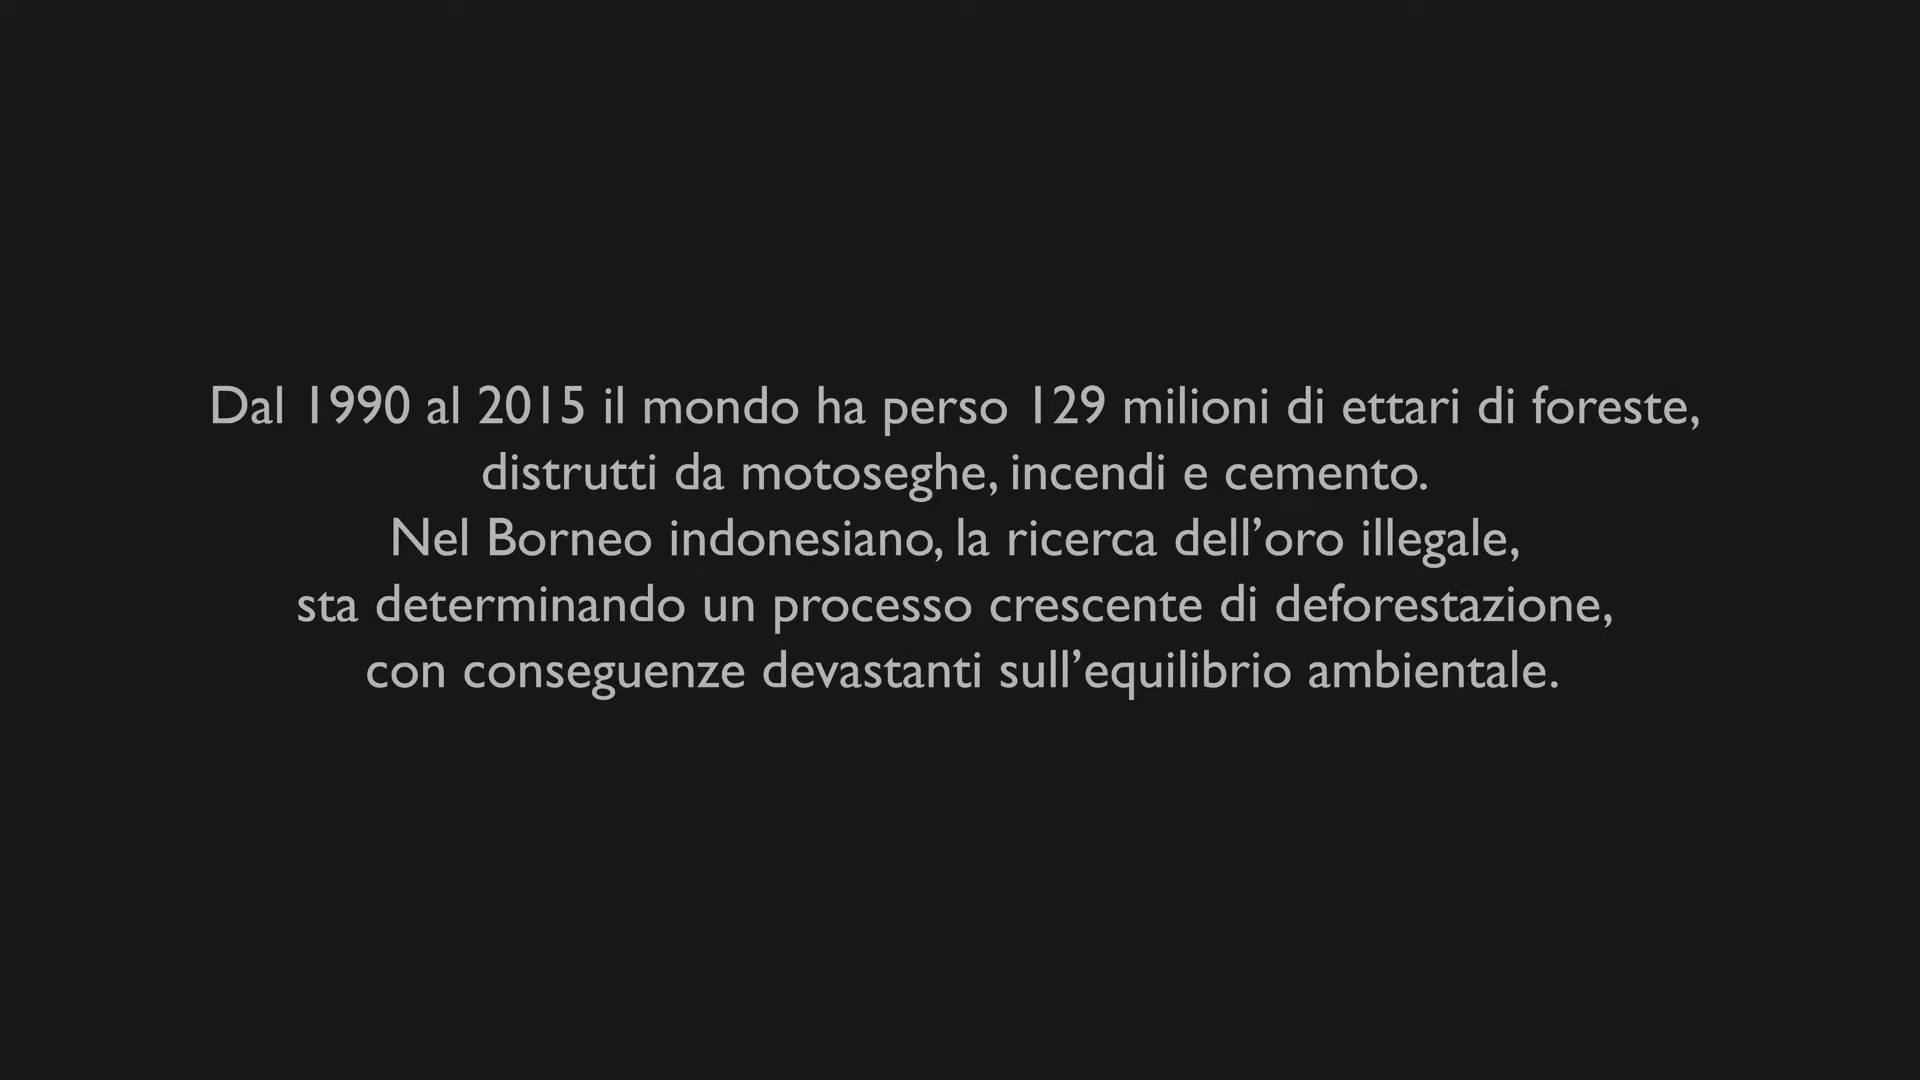 Dal 1990 al 2015 il mondo ha perso 129 milioni di ettari di foreste,
distrutti da motoseghe, incendi e cemento.
Nel Borneo indonesiano, la ricerca dell’oro illegale,
sta determinando un processo crescente di deforestazione,
con conseguenze devastanti sull’equilibrio ambientale.